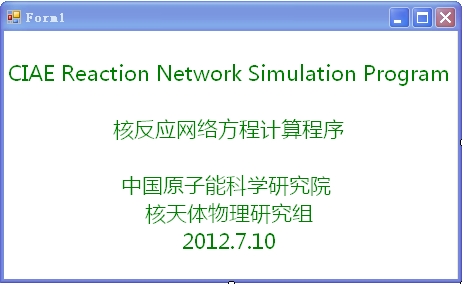 Form1
CIAE Reaction Network Simulation Program
核反应网络方程计算程序
中国原子能科学研究院
核天体物理研究组
2012.7.10